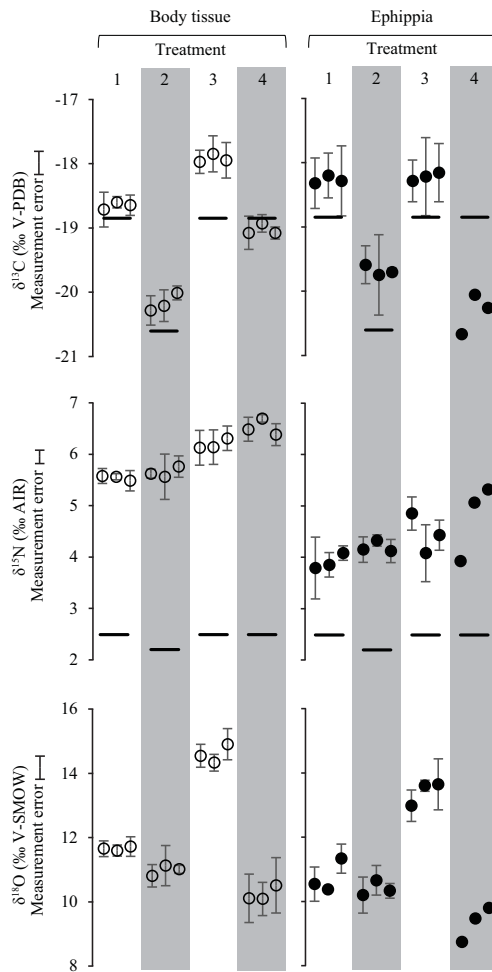 Body tissue Ephippia
Treatment Treatment
1 2 3 4 1 2 3 4
-17
-18
-19
-20
-21
δ¹³C (‰ V-PDB)
Measurement error
7
6
5
4
3
2
δ¹⁵N (‰ AIR)
Measurement error
16
14
12
10
8
δ¹⁸O (‰ V-SMOW)
Measurement error